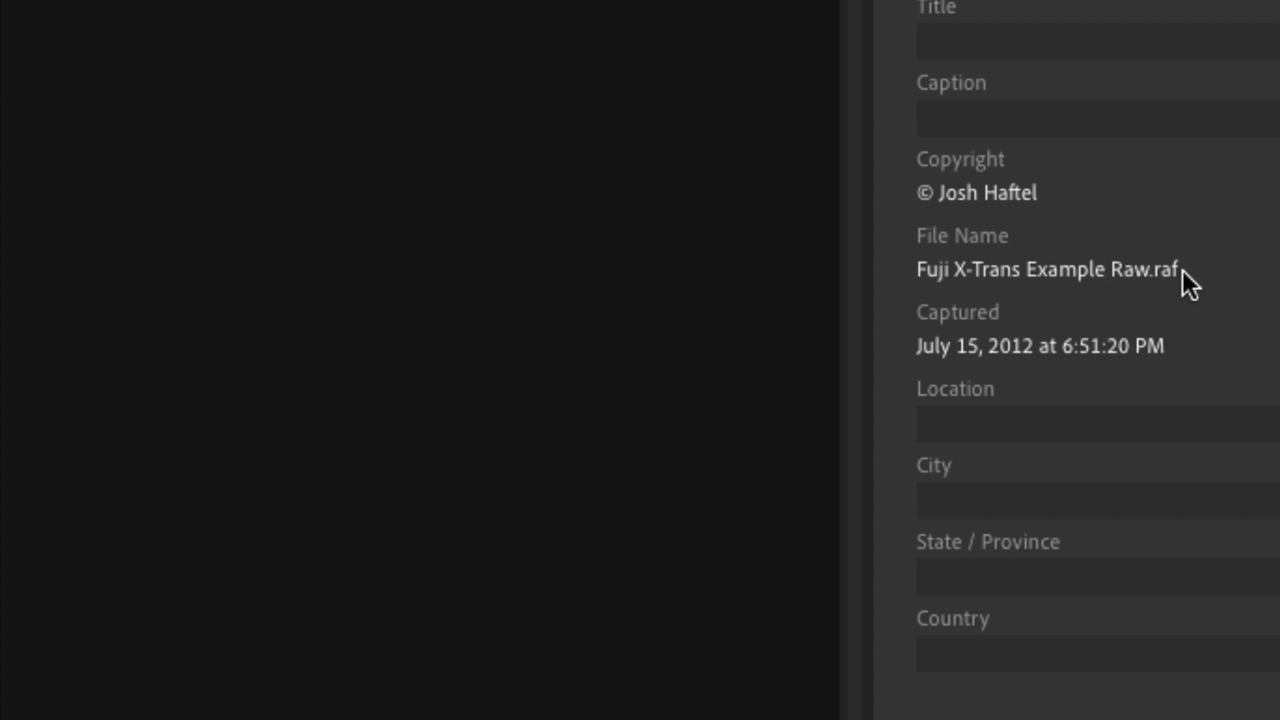 Title
Caption
Copyright
© Josh Haftel
File Name
Fuji X-Trans Example Raw.raf
Captured
July 15, 2012 at 6:51:20 PM
Location
City
State / Province
Country